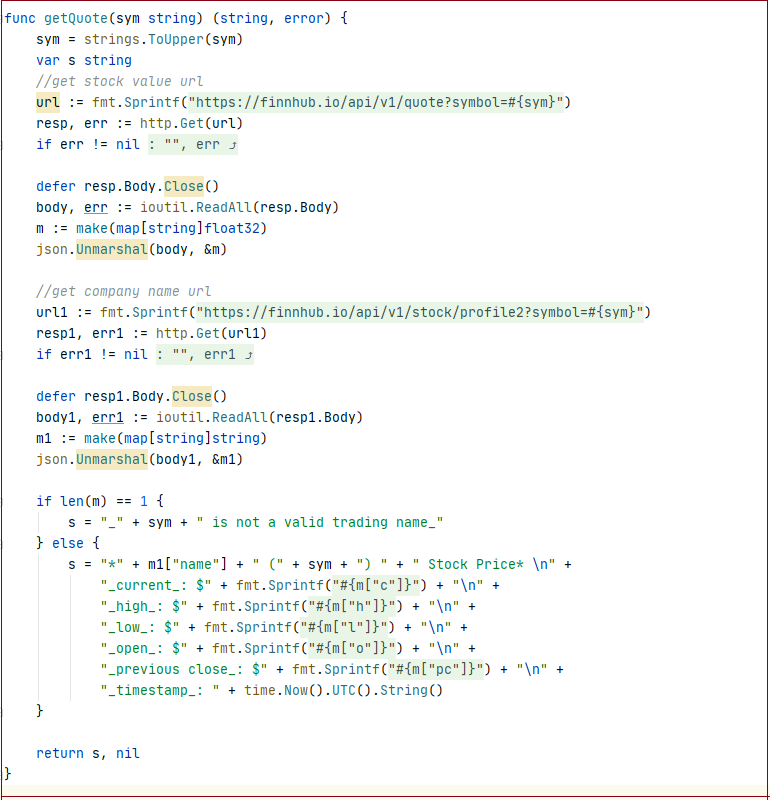 func getQuote(sym string) (string, error) {
    sym = strings.ToUpper(sym)
    var s string
    //get stock value url
    url := fmt.Sprintf("https://finnhub.io/api/v1/quote?symbol=#{sym}")
    resp, err := http.Get(url)
    if err != nil : "", err ⤴

    defer resp.Body.Close()
    body, err := ioutil.ReadAll(resp.Body)
    m := make(map[string]float32)
    json.Unmarshal(body, &m)

    //get company name url
    url1 := fmt.Sprintf("https://finnhub.io/api/v1/stock/profile2?symbol=#{sym}")
    resp1, err1 := http.Get(url1)
    if err1 != nil : "", err1 ⤴

    defer resp1.Body.Close()
    body1, err1 := ioutil.ReadAll(resp1.Body)
    m1 := make(map[string]string)
    json.Unmarshal(body1, &m1)

    if len(m) == 1 {
        s = "_" + sym + " is not a valid trading name_"
    } else {
        s = "*" + m1["name"] + " (" + sym + ") " + " Stock Price* \n" +
            "_current_: $" + fmt.Sprintf("#{m["c"]}") + "\n" +
            "_high_: $" + fmt.Sprintf("#{m["h"]}") + "\n" +
            "_low_: $" + fmt.Sprintf("#{m["l"]}") + "\n" +
            "_open_: $" + fmt.Sprintf("#{m["o"]}") + "\n" +
            "_previous close_: $" + fmt.Sprintf("#{m["pc"]}") + "\n" +
            "_timestamp_: " + time.Now().UTC().String()
    }

    return s, nil
}